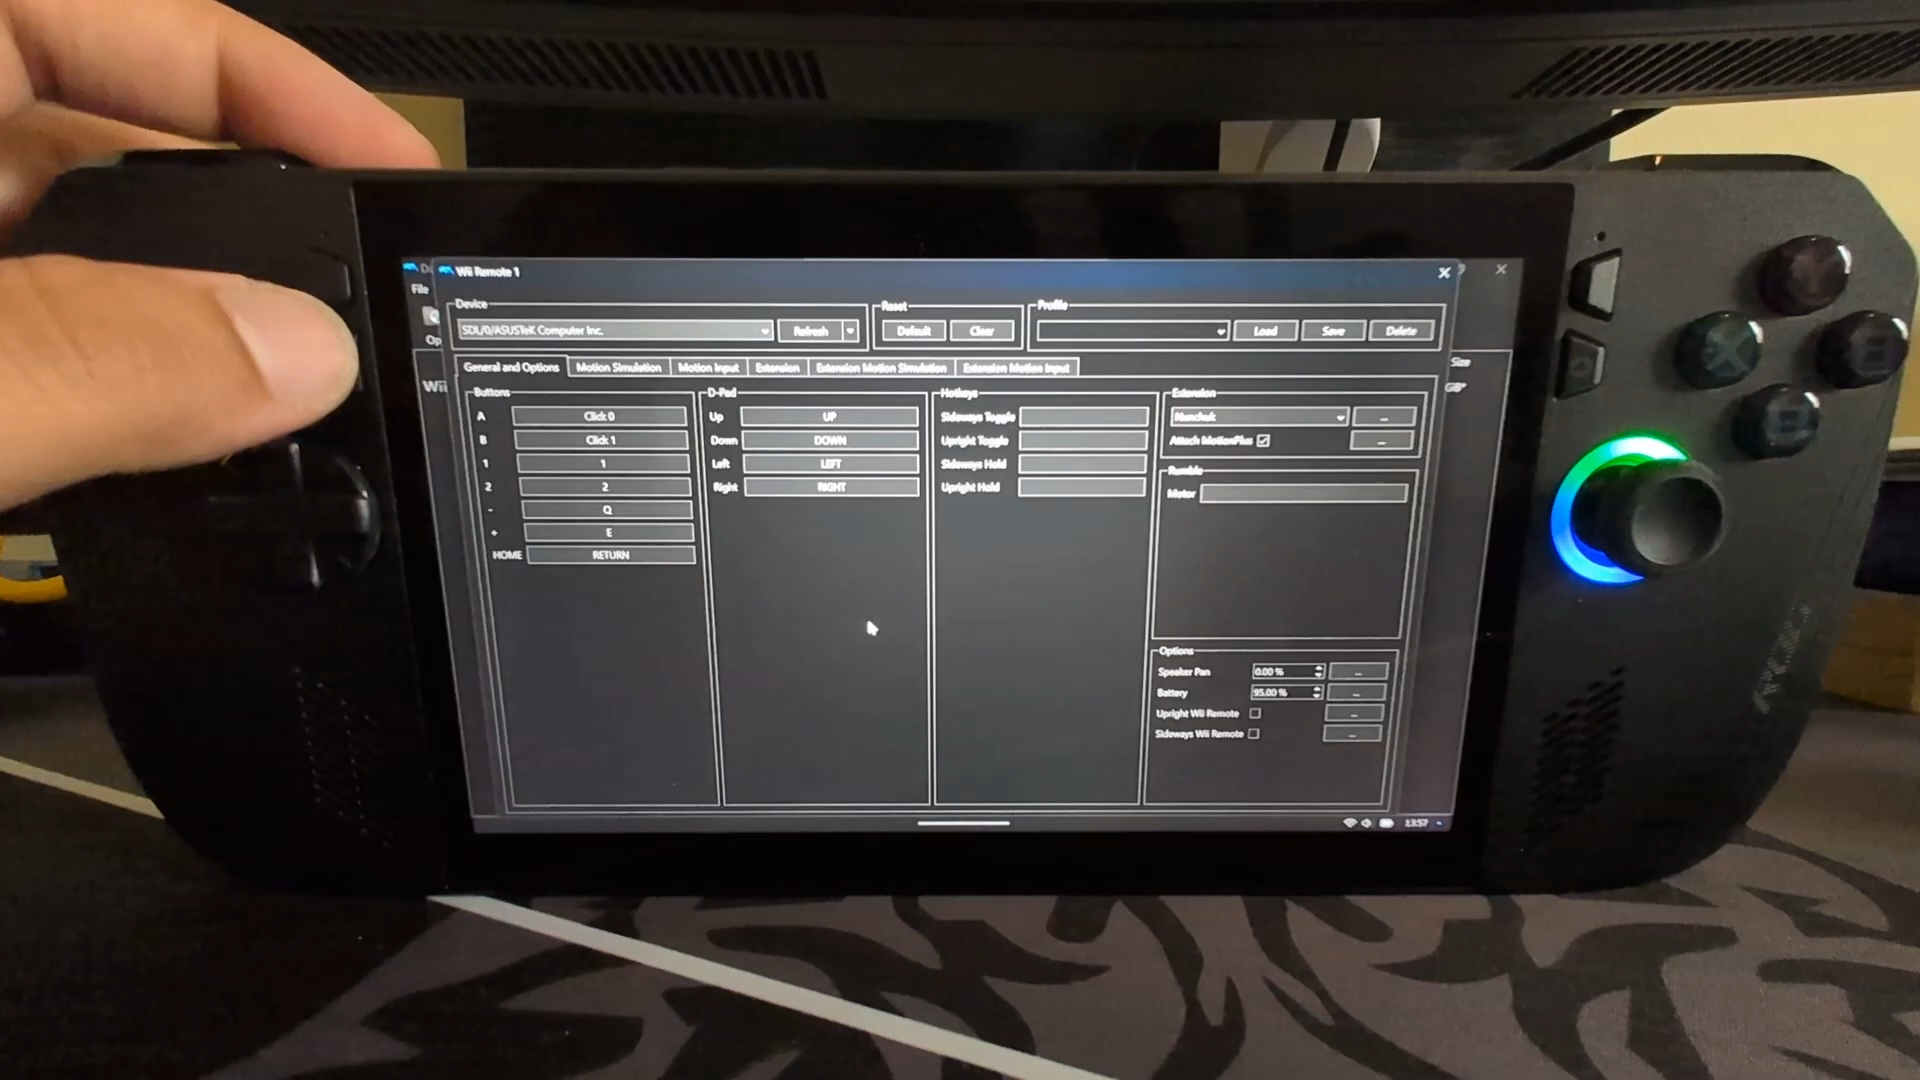 Wii Remote 1
File
Device
Reset
Profile
SDL/0/ASUSTeK Computer Inc.
Refresh
Default
Clear
Load
Save
Delete
Op
Size
General and Options
Motion Simulation
Motion Input
Extension
Extension Motion Simulation
Extension Motion Input
Wii
GiB
Buttons
D-Pad
Hotkeys
Extension
A Click 0
Up UP
Sideways Toggle
Nunchuk
...
B Click 1
Down DOWN
Upright Toggle
Attach MotionPlus
...
1 1
Left LEFT
Sideways Hold
Rumble
2 2
Right RIGHT
Upright Hold
Motor
- Q
+ E
HOME RETURN
Options
Speaker Pan 0.00 % ...
Battery 95.00 % ...
Upright Wii Remote ...
Sideways Wii Remote ...
13:57
Y
X
B